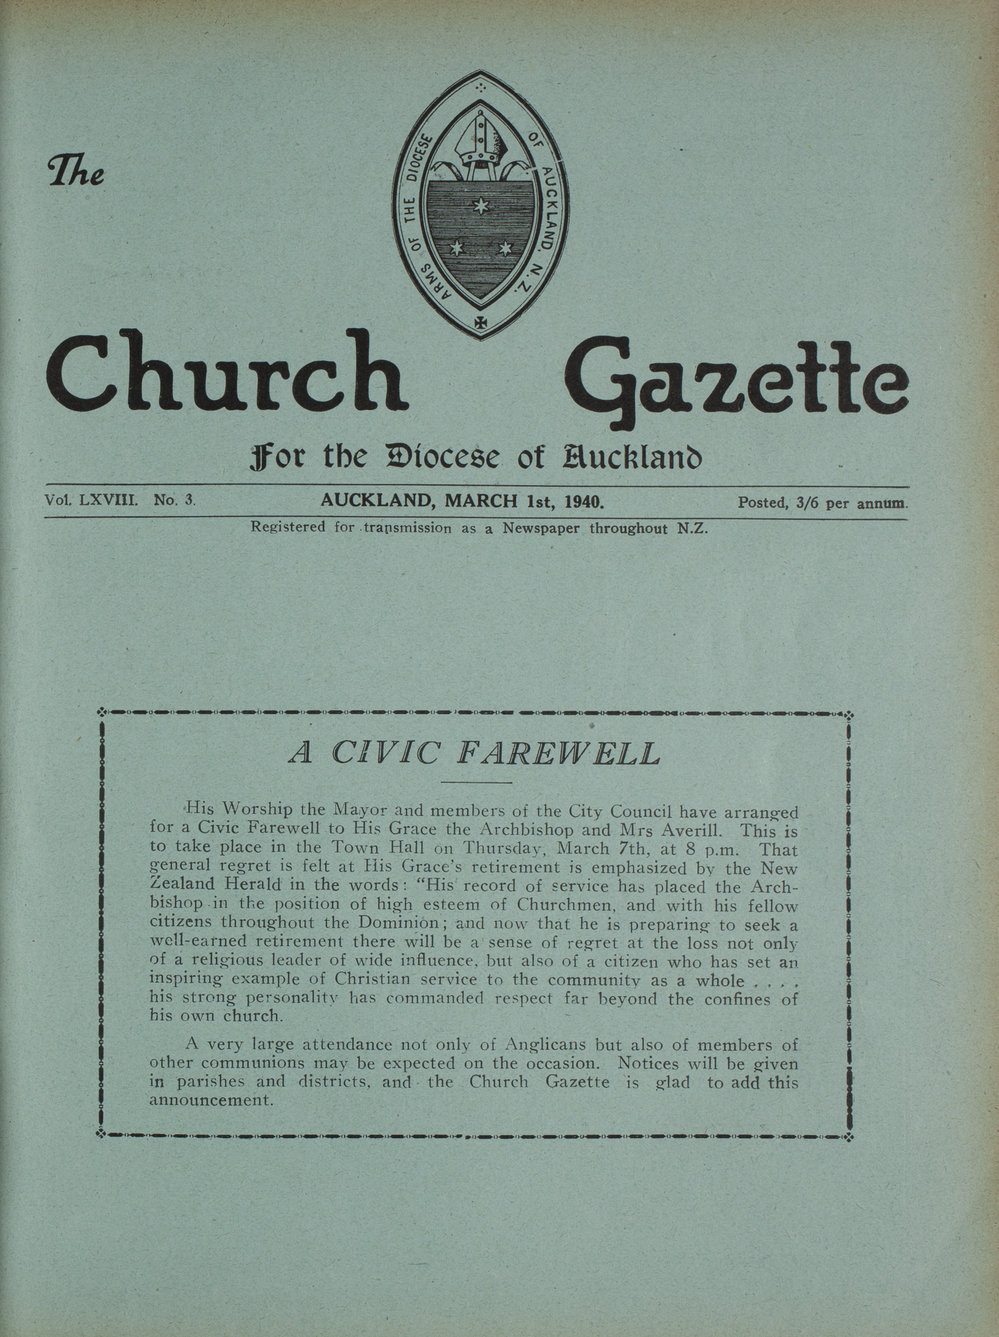 The
ARMS OF THE DIOCESE OF AUCKLAND, N.Z.
Church Gazette
For the Diocese of Auckland
Vol. LXVIII. No. 3. AUCKLAND, MARCH 1st, 1940. Posted, 3/6 per annum.
Registered for transmission as a Newspaper throughout N.Z.
A CIVIC FAREWELL
His Worship the Mayor and members of the City Council have arranged
for a Civic Farewell to His Grace the Archbishop and Mrs Averill. This is
to take place in the Town Hall on Thursday, March 7th, at 8 p.m. That
general regret is felt at His Grace's retirement is emphasized by the New
Zealand Herald in the words: "His record of service has placed the Arch-
bishop in the position of high esteem of Churchmen, and with his fellow
citizens throughout the Dominion; and now that he is preparing to seek a
well-earned retirement there will be a sense of regret at the loss not only
of a religious leader of wide influence, but also of a citizen who has set an
inspiring example of Christian service to the community as a whole . . . .
his strong personality has commanded respect far beyond the confines of
his own church.
A very large attendance not only of Anglicans but also of members of
other communions may be expected on the occasion. Notices will be given
in parishes and districts, and the Church Gazette is glad to add this
announcement.